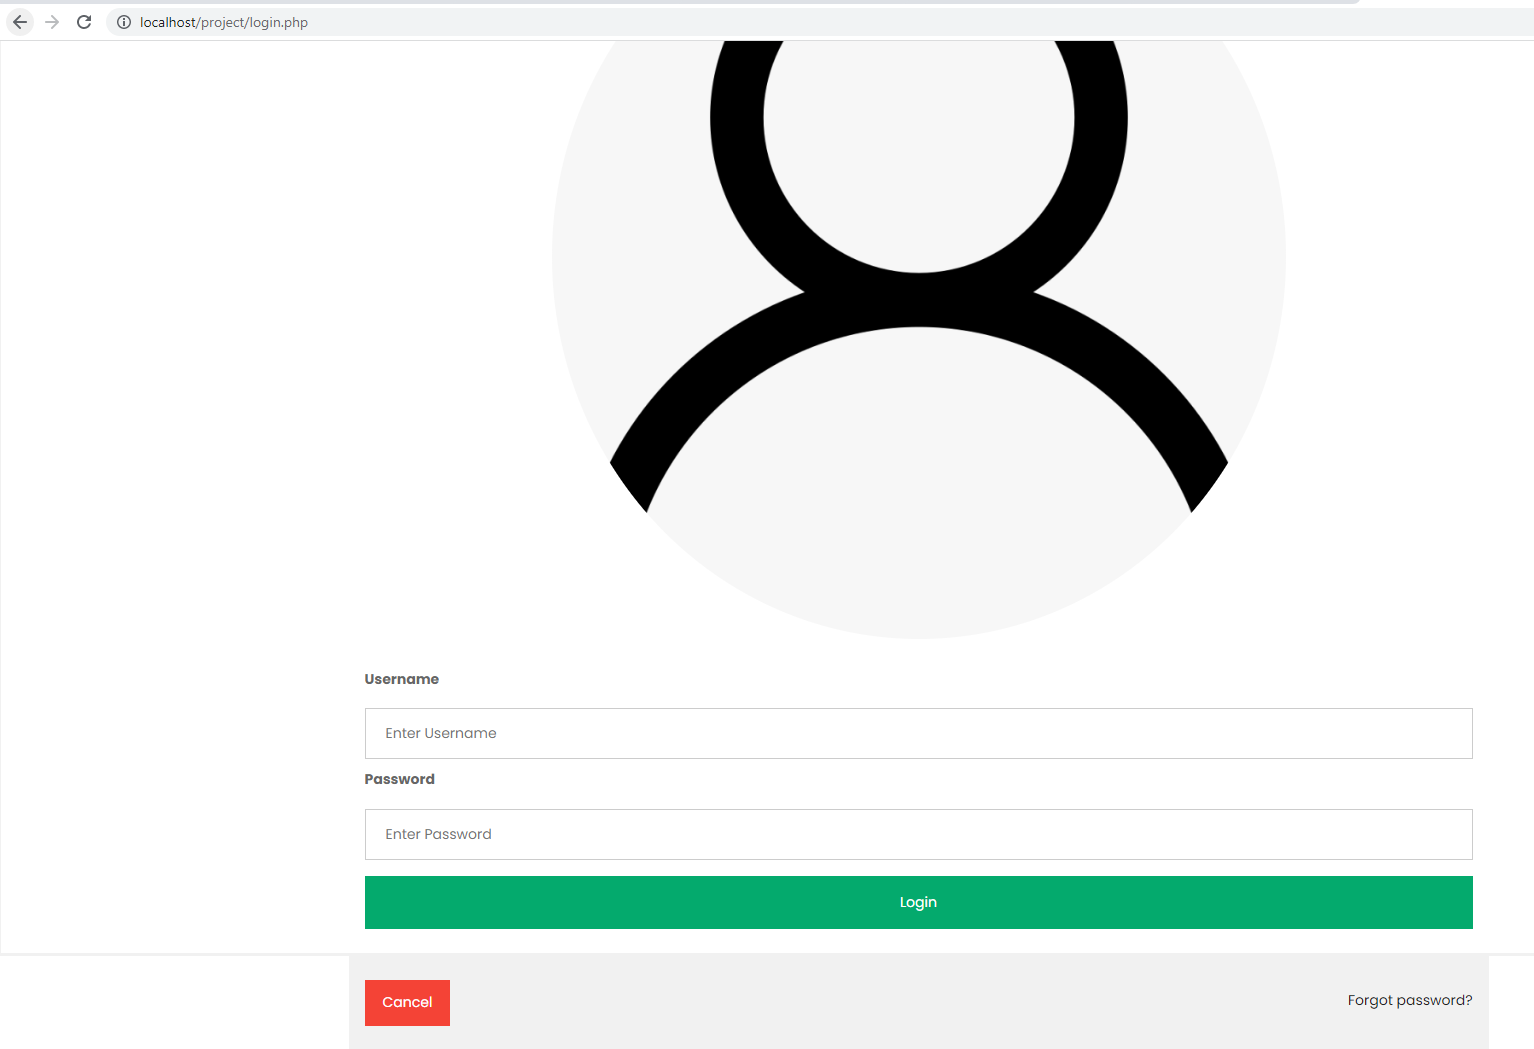 localhost/project/login.php
Username
Enter Username
Password
Enter Password
Login
Cancel
Forgot password?